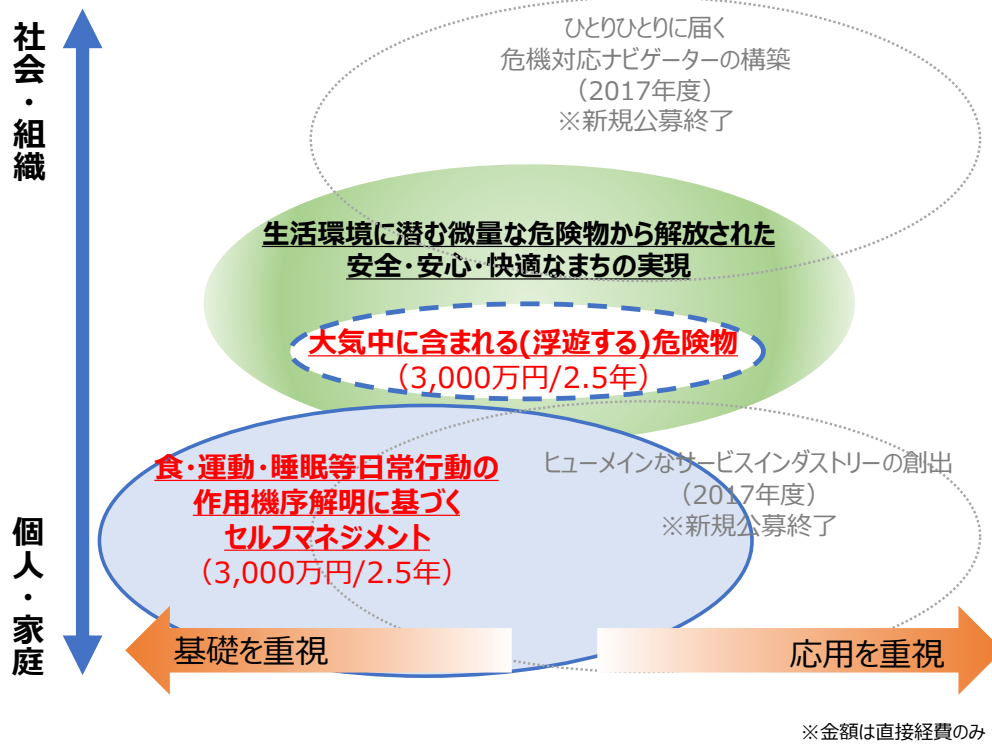 社会・組織
ひとりひとりに届く
危機対応ナビゲーターの構築
（2017年度）
※新規公募終了
生活環境に潜む微量な危険物から解放された
安全・安心・快適なまちの実現
大気中に含まれる(浮遊する)危険物
（3,000万円/2.5年）
食・運動・睡眠等日常行動の
作用機序解明に基づく
セルフマネジメント
（3,000万円/2.5年）
ヒューメインなサービスインダストリーの創出
（2017年度）
※新規公募終了
個人・家庭
基礎を重視
応用を重視
※金額は直接経費のみ